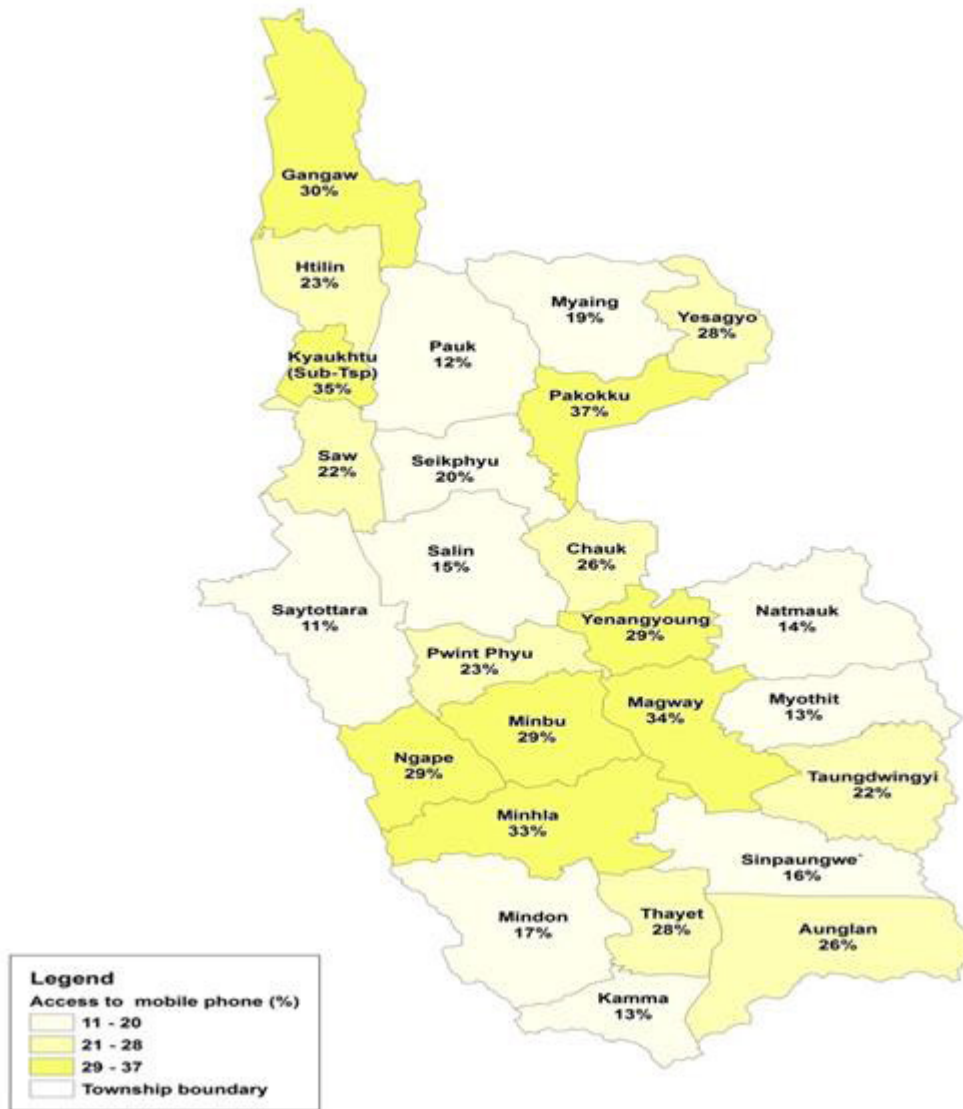 Gangaw
30%
Htilin
23%
Myaing
19%
Yesagyo
28%
Pauk
12%
Kyaukhtu
(Sub-Tsp)
35%
Pakokku
37%
Saw
22%
Seikphyu
20%
Salin
15%
Chauk
26%
Saytottara
11%
Yenangyoung
29%
Natmauk
14%
Pwint Phyu
23%
Magway
34%
Myothit
13%
Minbu
29%
Ngape
29%
Taungdwingyi
22%
Minhla
33%
Sinpaungwe`
16%
Mindon
17%
Thayet
28%
Aunglan
26%
Kamma
13%
Legend
Access to mobile phone (%)
11 - 20
21 - 28
29 - 37
Township boundary